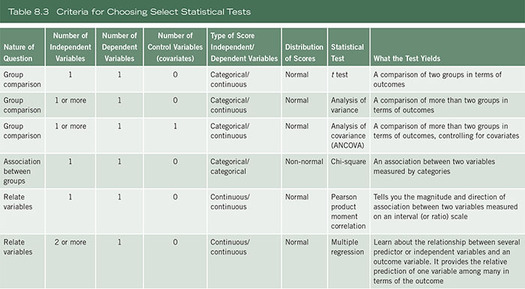 Table 8.3 Criteria for Choosing Select Statistical Tests
Nature of
Question
Number of
Independent
Variables
Number of
Dependent
Variables
Number of
Control Variables
(covariates)
Type of Score
Independent/
Dependent Variables
Distribution
of Scores
Statistical
Test
What the Test Yields
Group
comparison
1
1
0
Categorical/
continuous
Normal
t test
A comparison of two groups in terms of
outcomes
Group
comparison
1 or more
1
0
Categorical/
continuous
Normal
Analysis of
variance
A comparison of more than two groups in
terms of outcomes
Group
comparison
1 or more
1
1
Categorical/
continuous
Normal
Analysis of
covariance
(ANCOVA)
A comparison of more than two groups in
terms of outcomes, controlling for covariates
Association
between
groups
1
1
0
Categorical/
categorical
Non-normal
Chi-square
An association between two variables
measured by categories
Relate
variables
1
1
0
Continuous/
continuous
Normal
Pearson
product
moment
correlation
Tells you the magnitude and direction of
association between two variables measured
on an interval (or ratio) scale
Relate
variables
2 or more
1
0
Continuous/
continuous
Normal
Multiple
regression
Learn about the relationship between several
predictor or independent variables and an
outcome variable. It provides the relative
prediction of one variable among many in
terms of the outcome